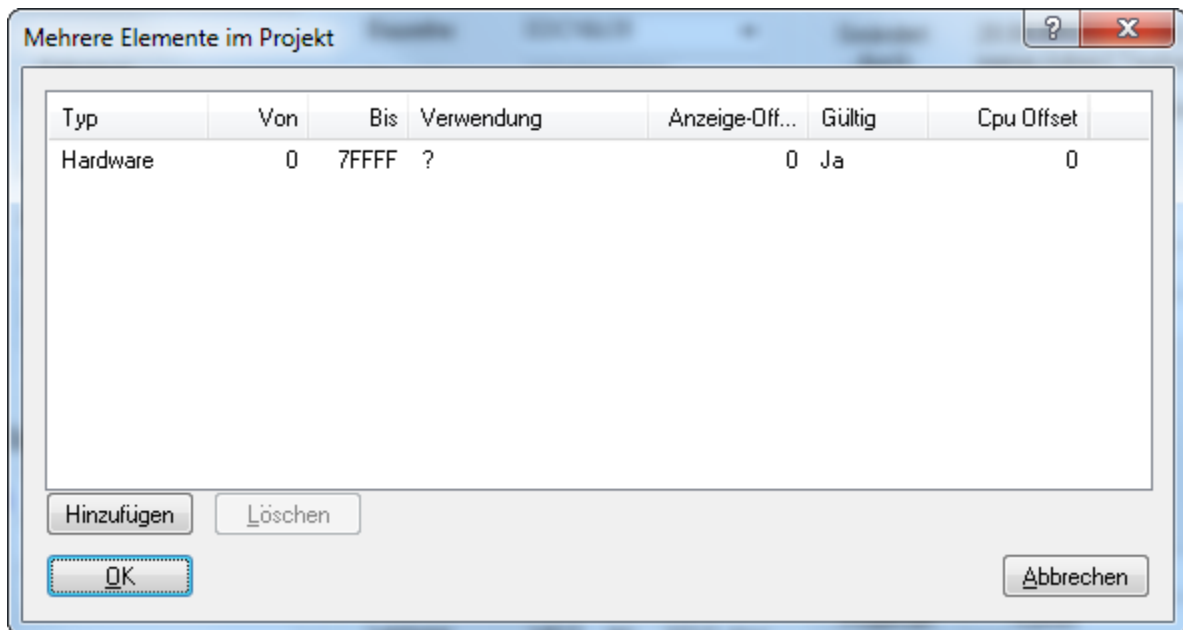 Mehrere Elemente im Projekt
Typ Von Bis Verwendung Anzeige-Off... Gültig Cpu Offset
Hardware 0 7FFFF ? 0 Ja 0
Hinzufügen Löschen
OK Abbrechen